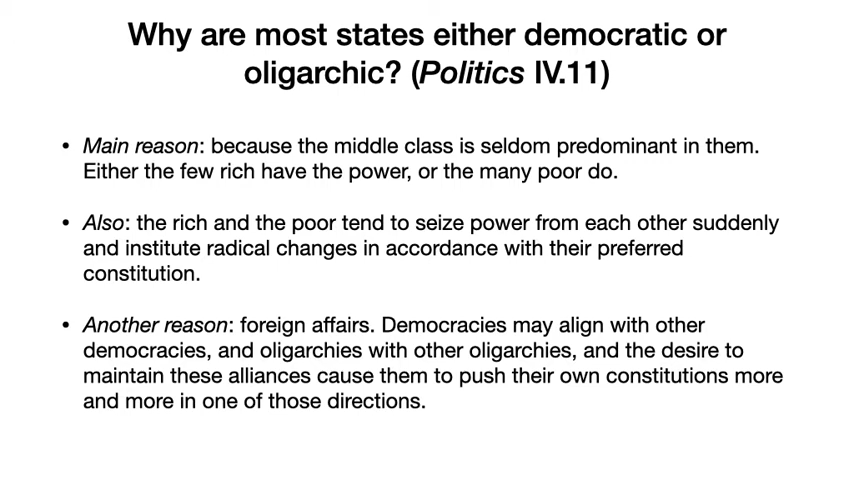 Why are most states either democratic or
oligarchic? (Politics IV.11)
• Main reason: because the middle class is seldom predominant in them.
Either the few rich have the power, or the many poor do.
• Also: the rich and the poor tend to seize power from each other suddenly
and institute radical changes in accordance with their preferred
constitution.
• Another reason: foreign affairs. Democracies may align with other
democracies, and oligarchies with other oligarchies, and the desire to
maintain these alliances cause them to push their own constitutions more
and more in one of those directions.